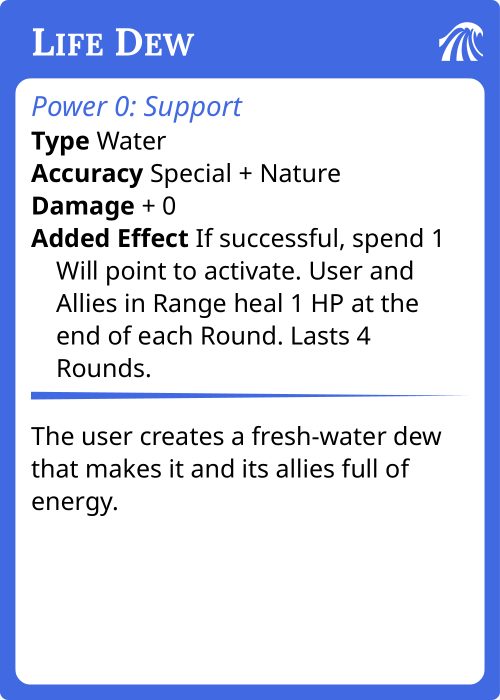 Life Dew
Power 0: Support
Type Water
Accuracy Special + Nature
Damage + 0
Added Effect If successful, spend 1
Will point to activate. User and
Allies in Range heal 1 HP at the
end of each Round. Lasts 4
Rounds.
The user creates a fresh-water dew
that makes it and its allies full of
energy.